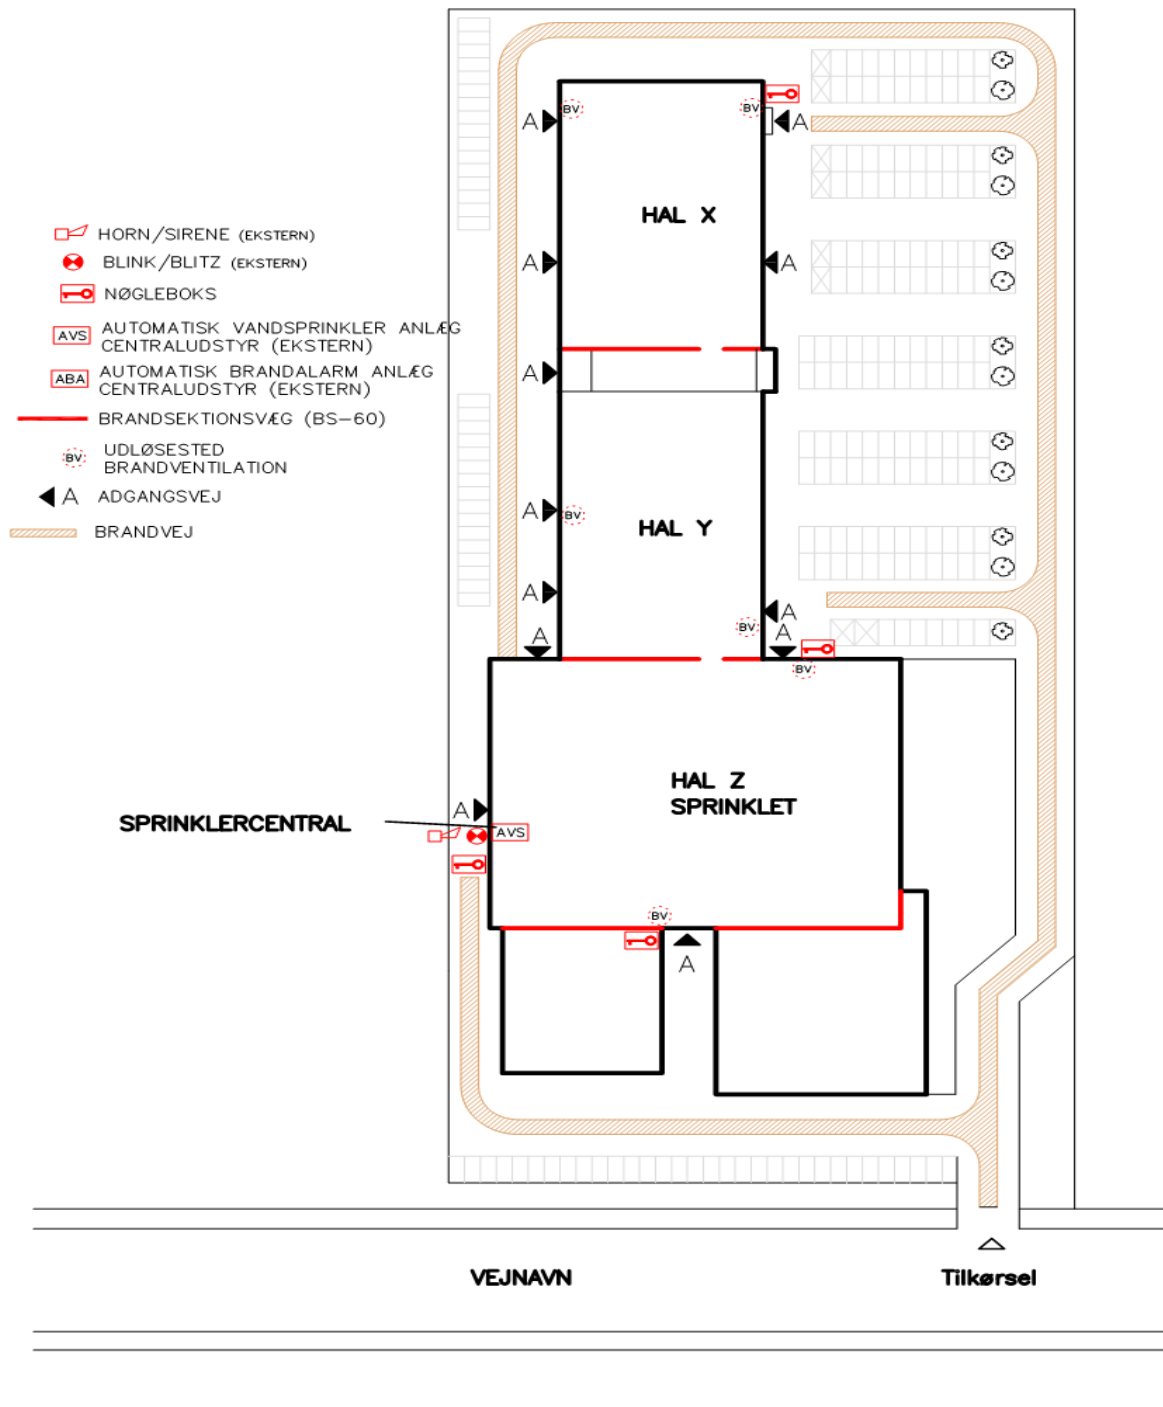 BV
BV
A
A
HAL X
HORN/SIRENE (EKSTERN)
BLINK/BLITZ (EKSTERN)
A
A
NØGLEBOKS
AVS
AUTOMATISK VANDSPRINKLER ANLÆG
CENTRALUDSTYR (EKSTERN)
ABA
AUTOMATISK BRANDALARM ANLÆG
CENTRALUDSTYR (EKSTERN)
A
BRANDSEKTIONSVÆG (BS-60)
BV
UDLØSESTED
BRANDVENTILATION
A
ADGANGSVEJ
A
BV
HAL Y
BRANDVEJ
A
A
BV
A
A
BV
HAL Z
SPRINKLET
A
SPRINKLERCENTRAL
AVS
BV
A
VEJNAVN
Tilkørsel